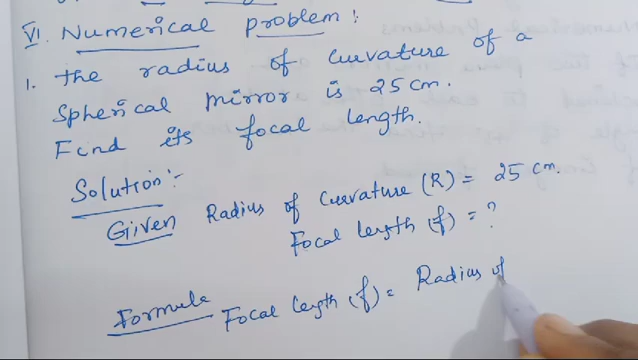 VI. Numerical problem :
1. The radius of curvature of a
Spherical mirror is 25 cm.
Find its focal length.
Solution:-
Given Radius of Curvature (R) = 25 cm.
Focal length (f) = ?
Formula Focal length (f) = Radius of